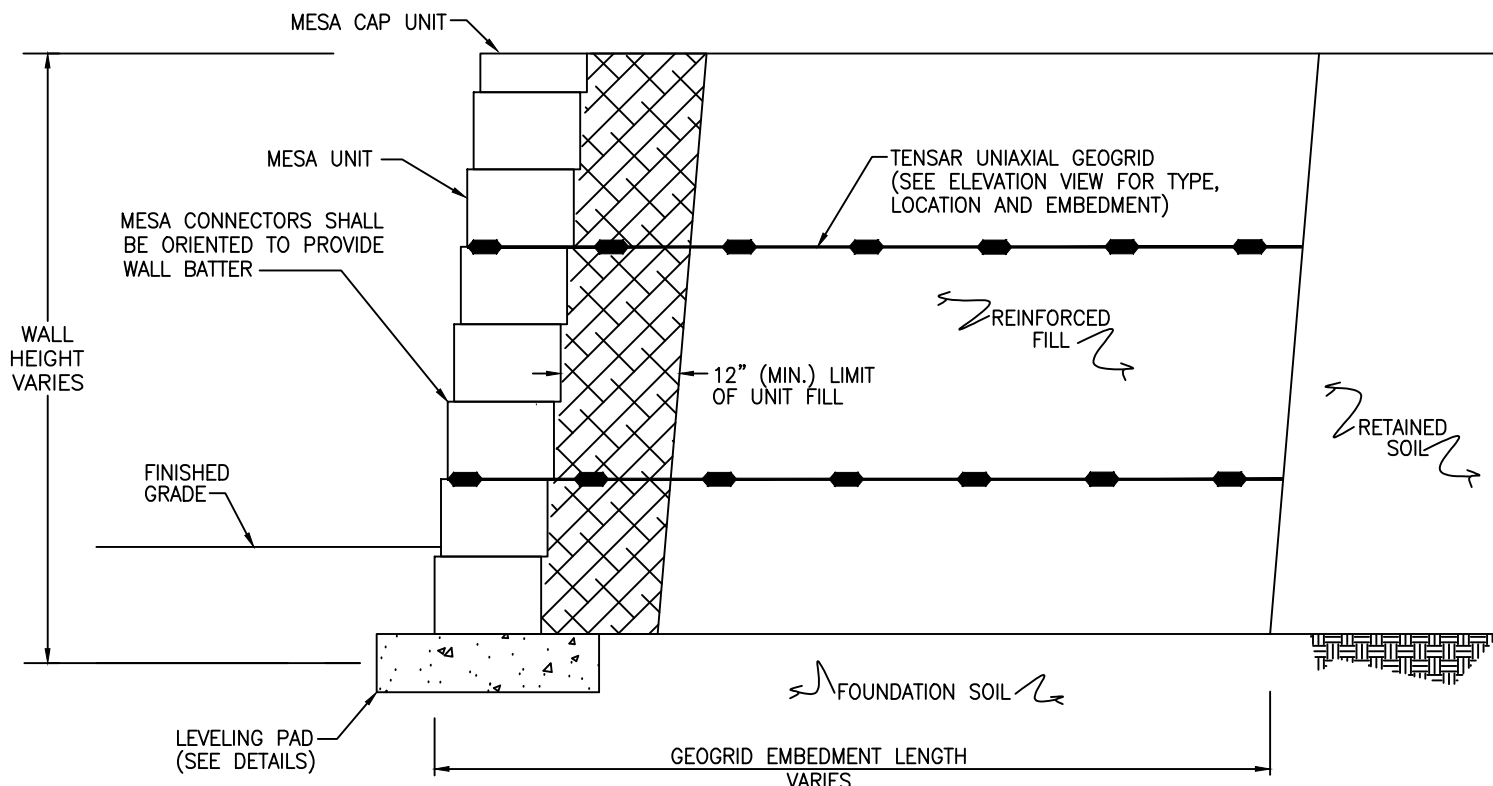 MESA CAP UNIT
MESA UNIT
TENSAR UNIAXIAL GEOGRID
(SEE ELEVATION VIEW FOR TYPE,
LOCATION AND EMBEDMENT)
MESA CONNECTORS SHALL
BE ORIENTED TO PROVIDE
WALL BATTER
WALL
HEIGHT
VARIES
REINFORCED
FILL
12” (MIN.) LIMIT
OF UNIT FILL
RETAINED
SOIL
FINISHED
GRADE
FOUNDATION SOIL
LEVELING PAD
(SEE DETAILS)
GEOGRID EMBEDMENT LENGTH
VARIES